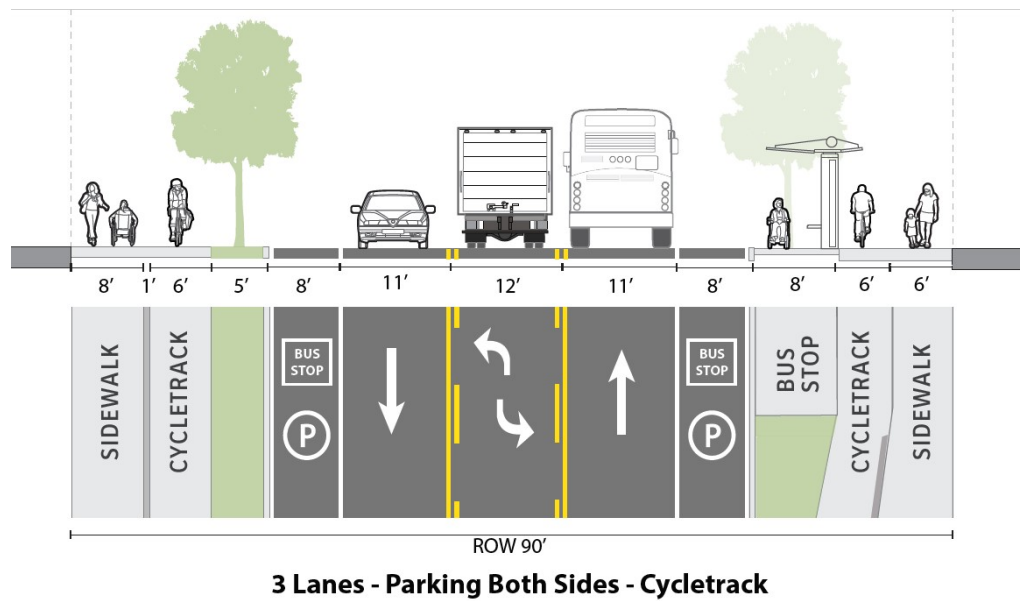 8’ 1’ 6’ 5’ 8’ 11’ 12’ 11’ 8’ 8’ 6’ 6’
SIDEWALK
CYCLETRACK
BUS
STOP
P
BUS
STOP
P
BUS
STOP
CYCLETRACK
SIDEWALK
ROW 90’
3 Lanes - Parking Both Sides - Cycletrack